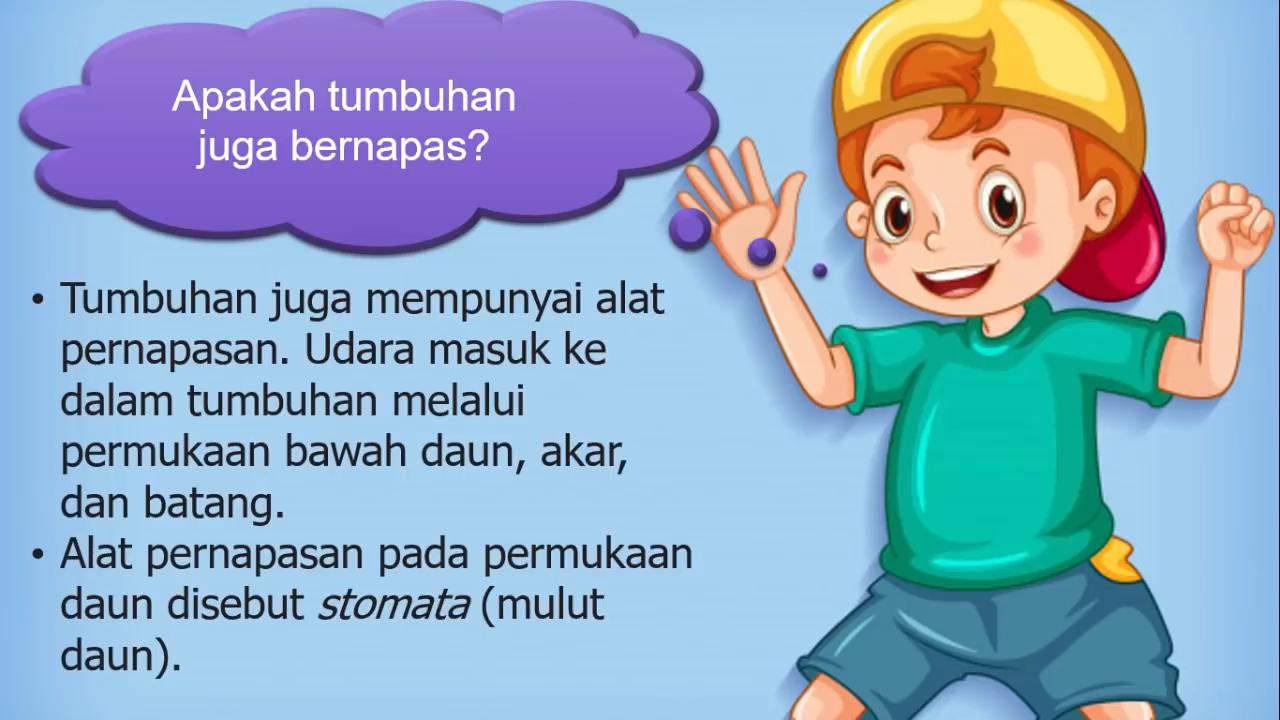 Apakah tumbuhan
juga bernapas?
• Tumbuhan juga mempunyai alat
pernapasan. Udara masuk ke
dalam tumbuhan melalui
permukaan bawah daun, akar,
dan batang.
• Alat pernapasan pada permukaan
daun disebut stomata (mulut
daun).